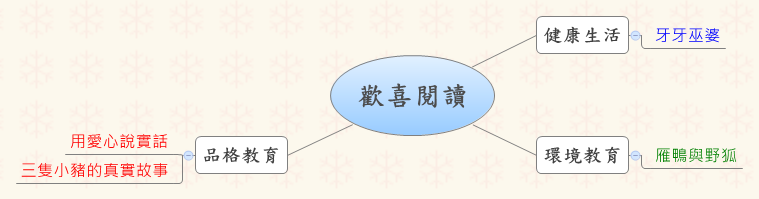 歡喜閱讀
健康生活
牙牙巫婆
環境教育
雁鴨與野狐
品格教育
用愛心說實話
三隻小豬的真實故事